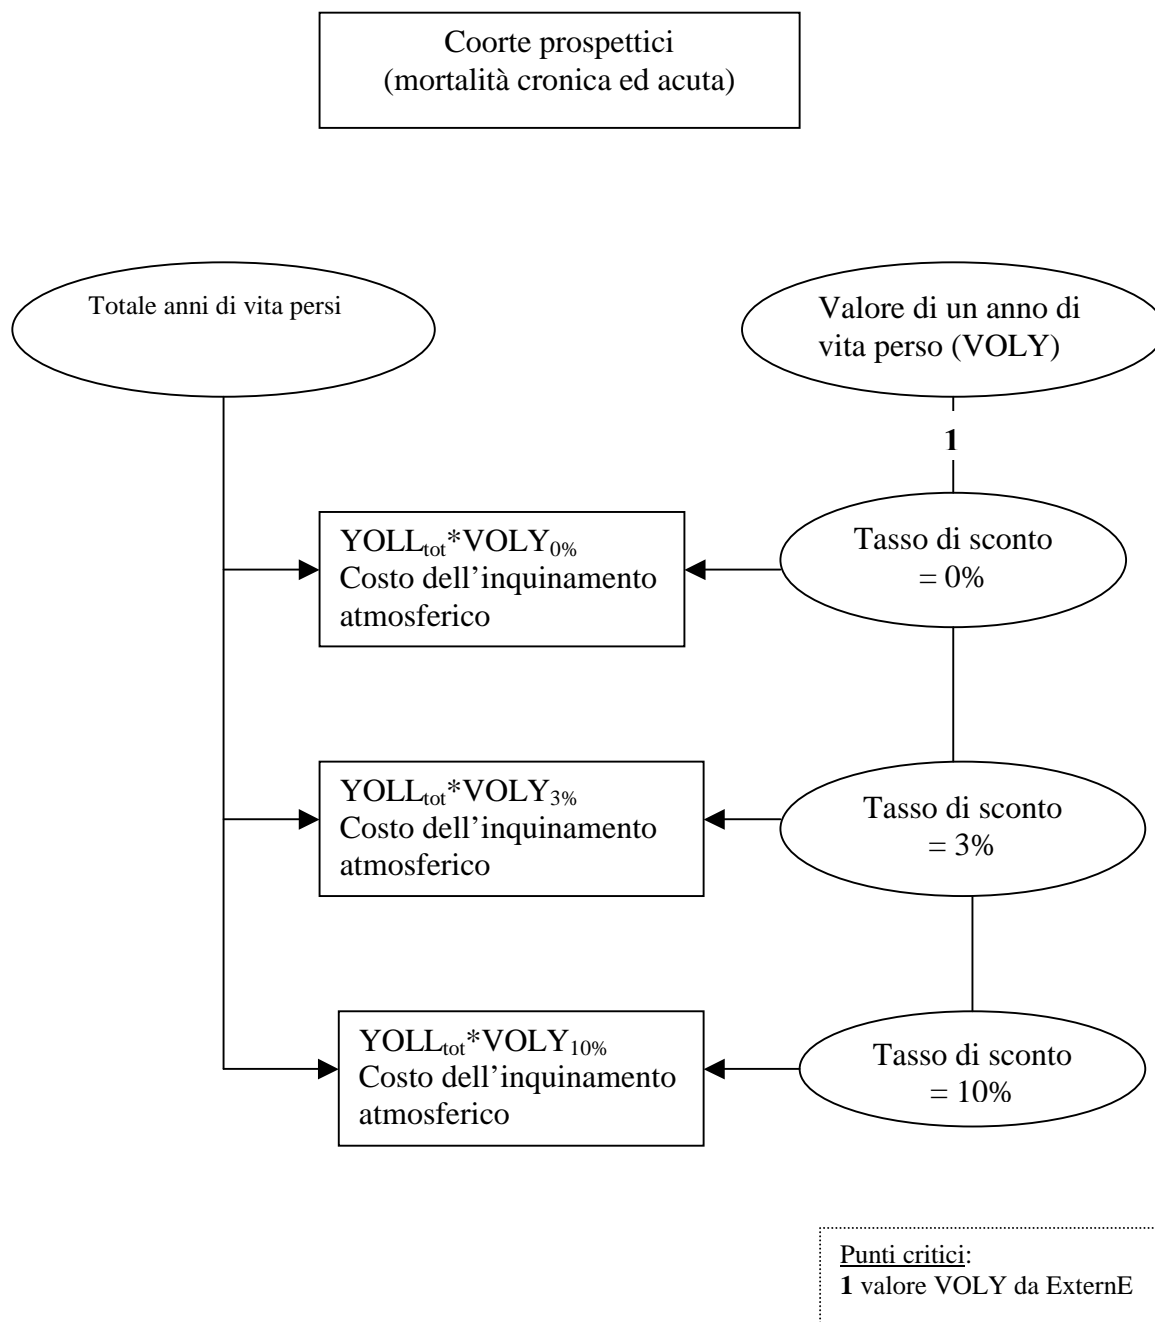 Coorte prospettici
(mortalità cronica ed acuta)
Totale anni di vita persi
Valore di un anno di
vita perso (VOLY)
1
YOLLtot*VOLY0%
Costo dell’inquinamento
atmosferico
Tasso di sconto
= 0%
YOLLtot*VOLY3%
Costo dell’inquinamento
atmosferico
Tasso di sconto
= 3%
YOLLtot*VOLY10%
Costo dell’inquinamento
atmosferico
Tasso di sconto
= 10%
Punti critici:
1 valore VOLY da ExternE